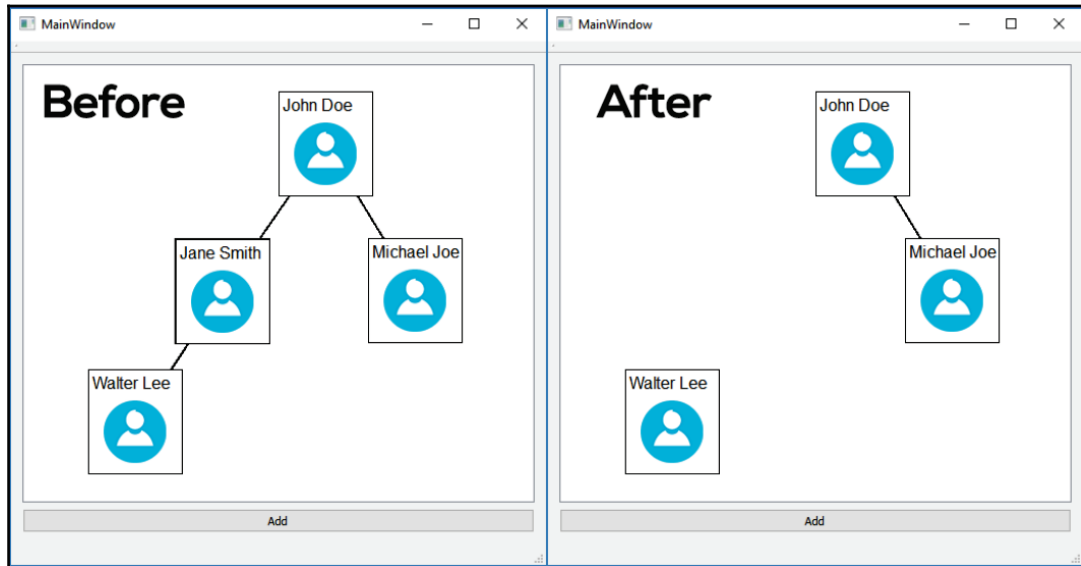 MainWindow
Before
John Doe
Jane Smith
Michael Joe
Walter Lee
Add
MainWindow
After
John Doe
Michael Joe
Walter Lee
Add